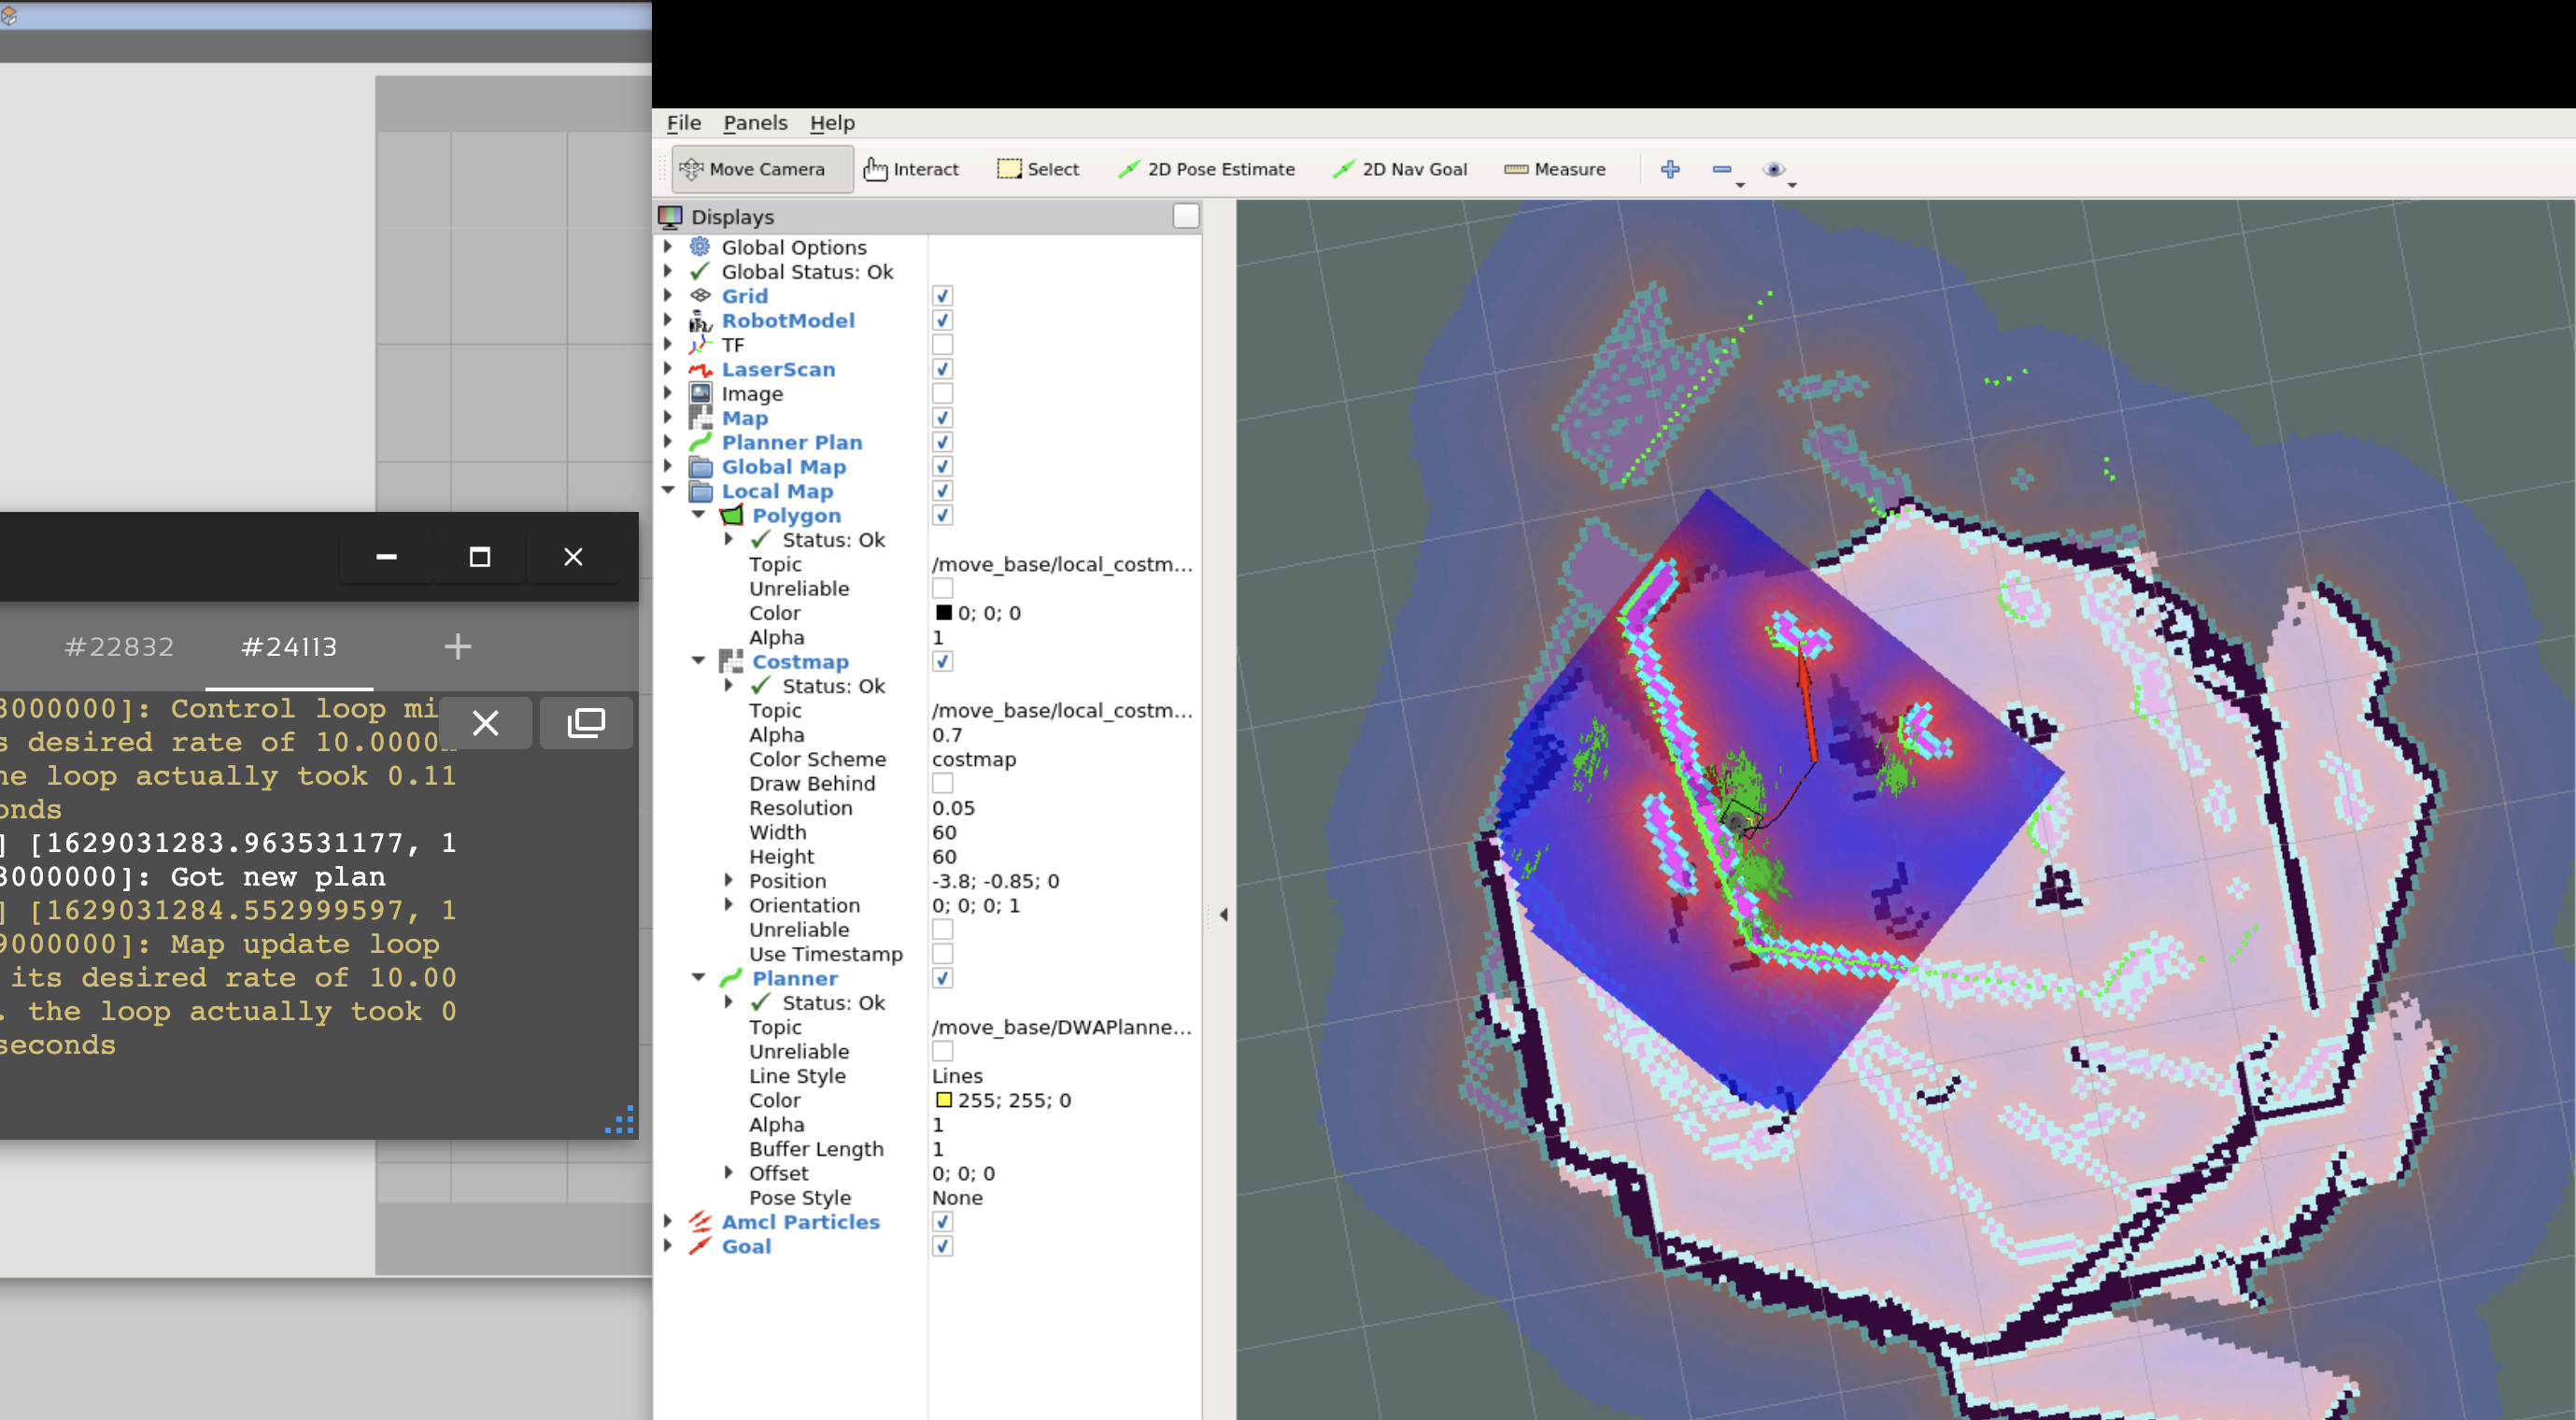 File Panels Help
Move Camera Interact Select 2D Pose Estimate 2D Nav Goal Measure
Displays
Global Options
Global Status: Ok
Grid
RobotModel
TF
LaserScan
Image
Map
Planner Plan
Global Map
Local Map
Polygon
Status: Ok
Topic /move_base/local_costm...
Unreliable
Color 0; 0; 0
Alpha 1
Costmap
Status: Ok
Topic /move_base/local_costm...
Alpha 0.7
Color Scheme costmap
Draw Behind
Resolution 0.05
Width 60
Height 60
Position -3.8; -0.85; 0
Orientation 0; 0; 0; 1
Unreliable
Use Timestamp
Planner
Status: Ok
Topic /move_base/DWAPlanne...
Unreliable
Line Style Lines
Color 255; 255; 0
Alpha 1
Buffer Length 1
Offset 0; 0; 0
Pose Style None
Amcl Particles
Goal
#22832 #24113
3000000]: Control loop mi
s desired rate of 10.0000
he loop actually took 0.11
onds
] [1629031283.963531177, 1
3000000]: Got new plan
] [1629031284.552999597, 1
9000000]: Map update loop
its desired rate of 10.00
. the loop actually took 0
seconds